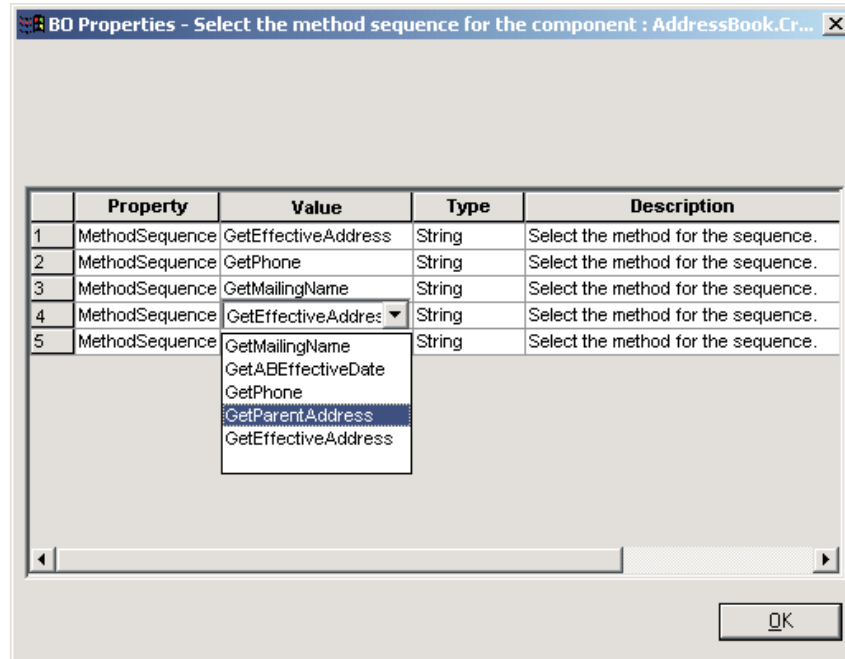 BO Properties - Select the method sequence for the component : AddressBook.Cr...
Property Value Type Description
1 MethodSequence GetEffectiveAddress String Select the method for the sequence.
2 MethodSequence GetPhone String Select the method for the sequence.
3 MethodSequence GetMailingName String Select the method for the sequence.
4 MethodSequence GetEffectiveAddres String Select the method for the sequence.
5 MethodSequence String Select the method for the sequence.
GetMailingName
GetABEffectiveDate
GetPhone
GetParentAddress
GetEffectiveAddress
OK